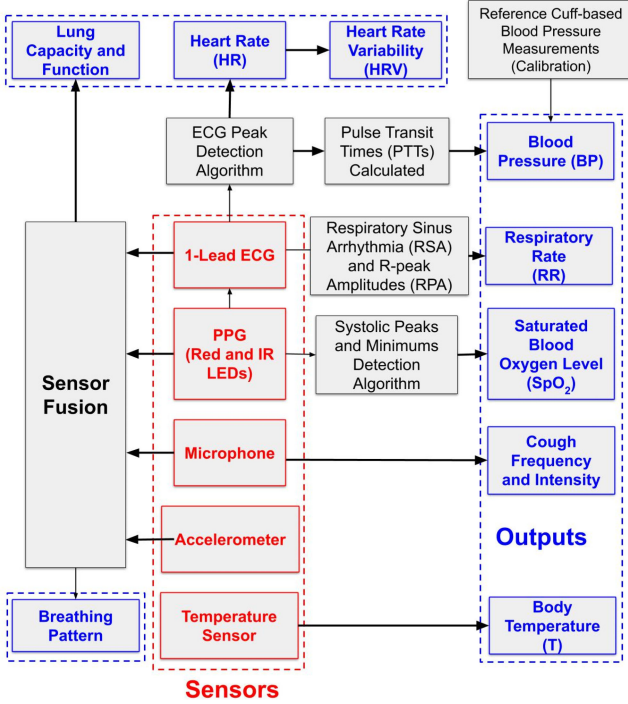 Lung
Capacity and
Function
Heart Rate
(HR)
Heart Rate
Variability
(HRV)
Reference Cuff-based
Blood Pressure
Measurements
(Calibration)
ECG Peak
Detection
Algorithm
Pulse Transit
Times (PTTs)
Calculated
Blood
Pressure (BP)
1-Lead ECG
Respiratory Sinus
Arrhythmia (RSA)
and R-peak
Amplitudes (RPA)
Respiratory
Rate
(RR)
PPG
(Red and IR
LEDs)
Systolic Peaks
and Minimums
Detection
Algorithm
Saturated
Blood
Oxygen Level
(SpO₂)
Sensor
Fusion
Microphone
Cough
Frequency
and Intensity
Accelerometer
Outputs
Breathing
Pattern
Temperature
Sensor
Body
Temperature
(T)
Sensors